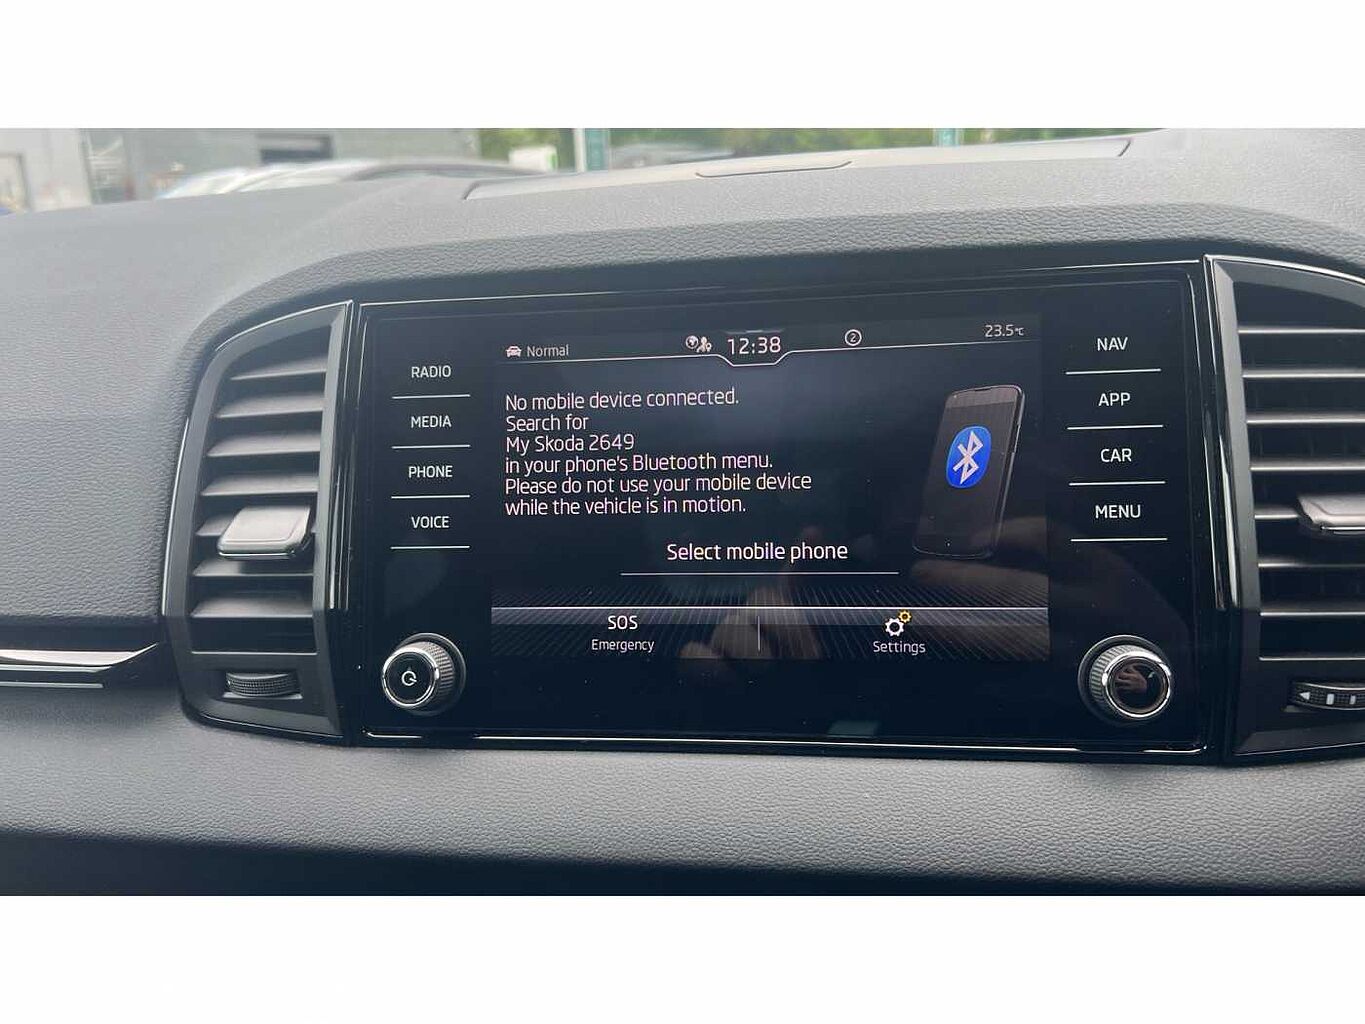 Normal
12:38
2
23.5°C
RADIO
MEDIA
PHONE
VOICE
No mobile device connected.
Search for
My Skoda 2649
in your phone's Bluetooth menu.
Please do not use your mobile device
while the vehicle is in motion.
Select mobile phone
SOS
Emergency
Settings
NAV
APP
CAR
MENU